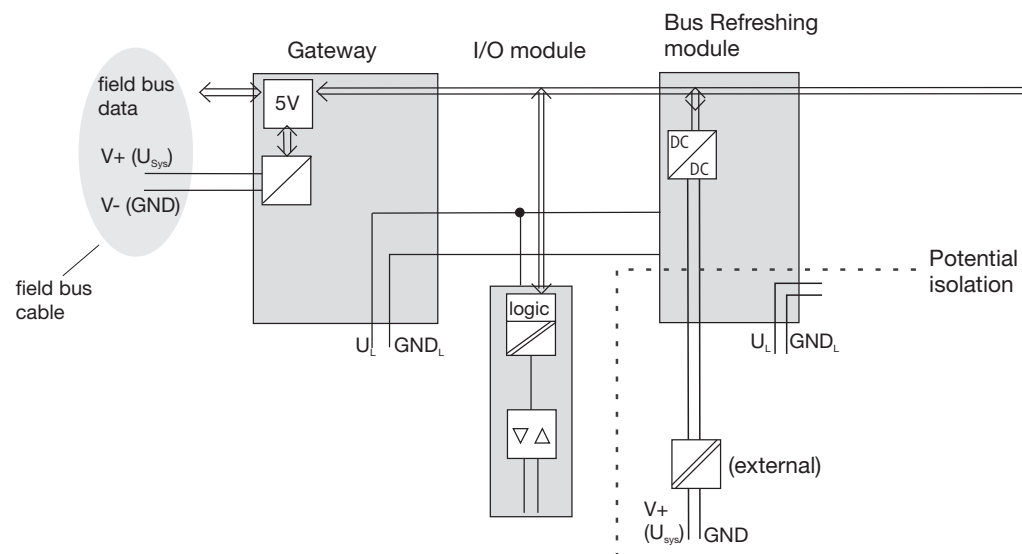 Gateway
I/O module
Bus Refreshing
module
field bus
data
V+ (USys)
V- (GND)
field bus
cable
5V
DC
DC
Potential
isolation
logic
UL
GNDL
UL
GNDL
(external)
V+
(Usys)
GND